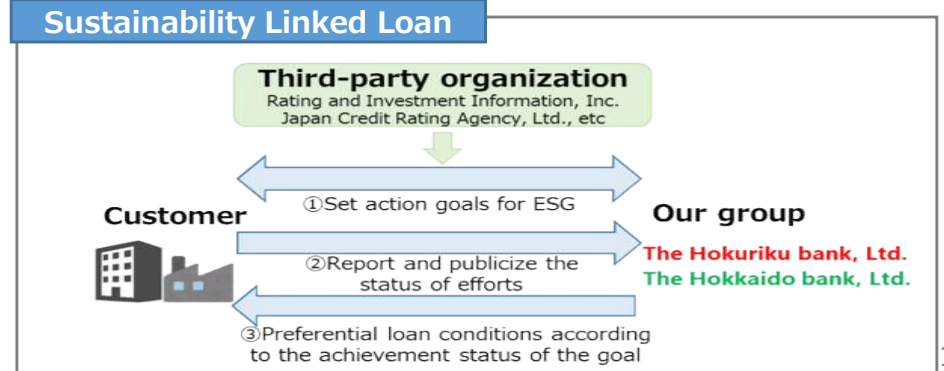 Sustainability Linked Loan
Third-party organization
Rating and Investment Information, Inc.
Japan Credit Rating Agency, Ltd., etc
①Set action goals for ESG
Customer
Our group
The Hokuriku bank, Ltd.
The Hokkaido bank, Ltd.
②Report and publicize the
status of efforts
③Preferential loan conditions according
to the achievement status of the goal